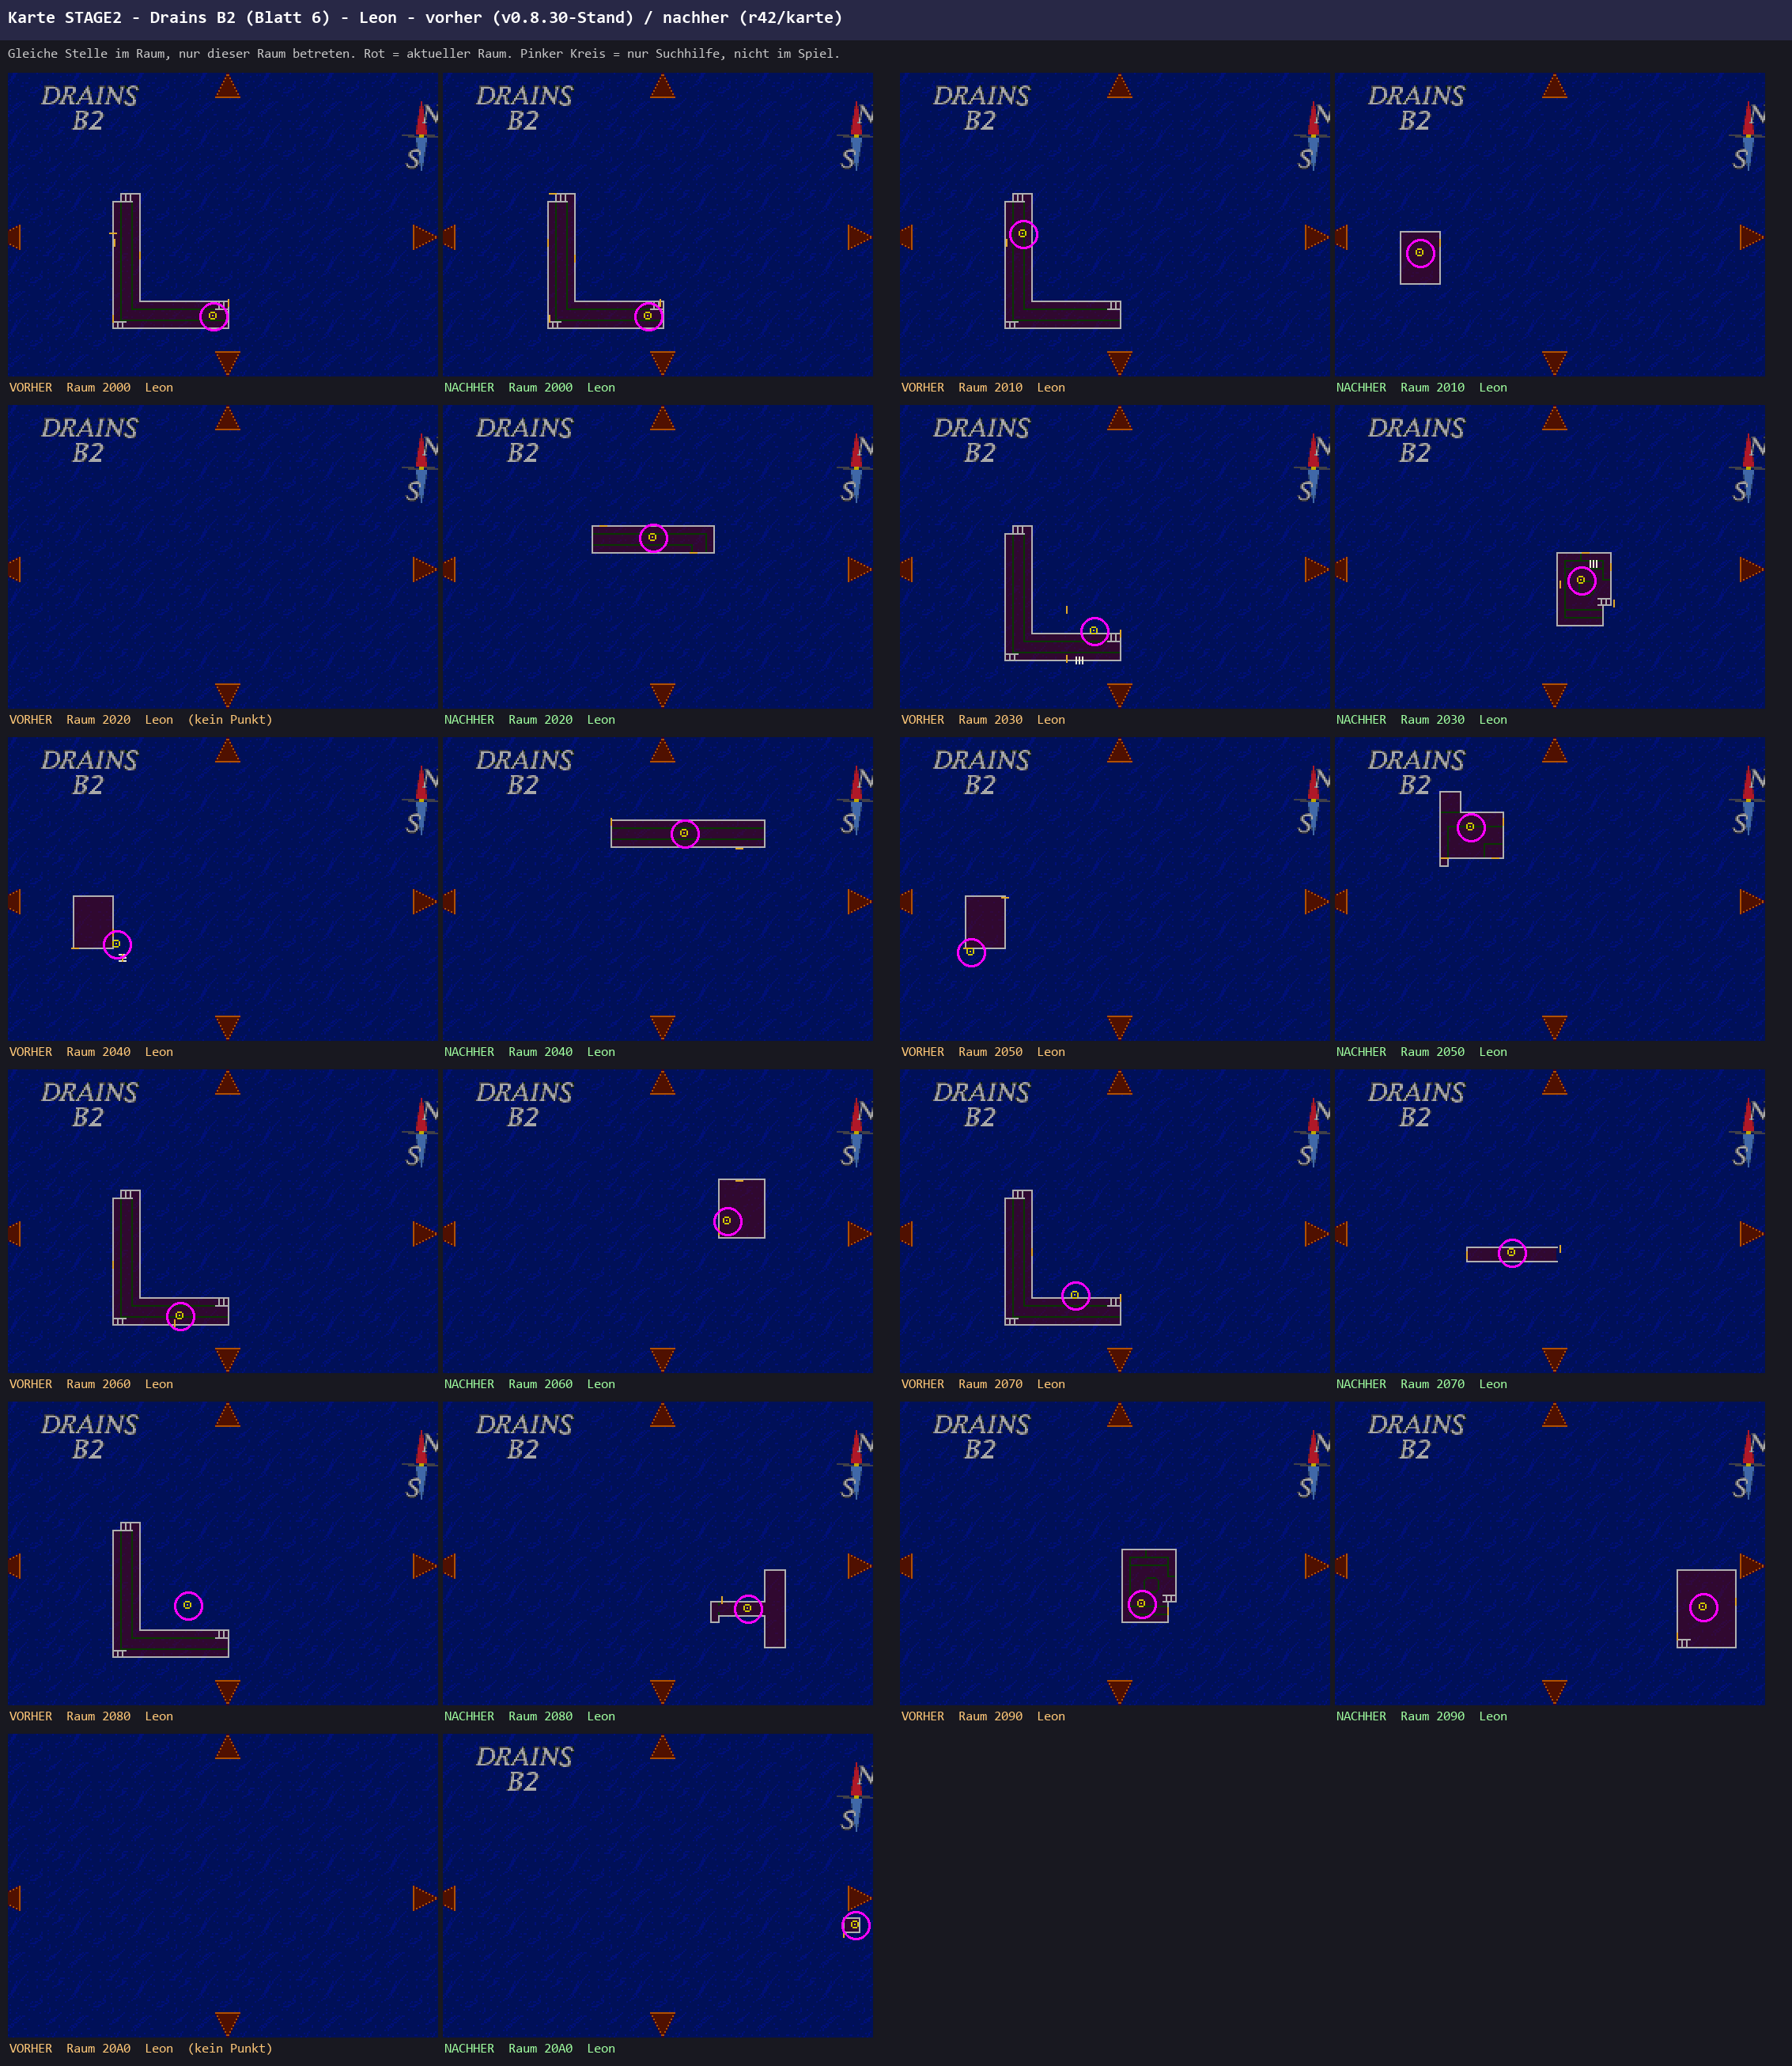 Karte STAGE2 - Drains B2 (Blatt 6) - Leon - vorher (v0.8.30-Stand) / nachher (r42/karte)
Gleiche Stelle im Raum, nur dieser Raum betreten. Rot = aktueller Raum. Pinker Kreis = nur Suchhilfe, nicht im Spiel.
DRAINS B2 N S
DRAINS B2 N S
DRAINS B2 N S
DRAINS B2 N S
VORHER Raum 2000 Leon
NACHHER Raum 2000 Leon
VORHER Raum 2010 Leon
NACHHER Raum 2010 Leon
DRAINS B2 N S
DRAINS B2 N S
DRAINS B2 N S
DRAINS B2 N S
VORHER Raum 2020 Leon (kein Punkt)
NACHHER Raum 2020 Leon
VORHER Raum 2030 Leon
NACHHER Raum 2030 Leon
DRAINS B2 N S
DRAINS B2 N S
DRAINS B2 N S
DRAINS B2 N S
VORHER Raum 2040 Leon
NACHHER Raum 2040 Leon
VORHER Raum 2050 Leon
NACHHER Raum 2050 Leon
DRAINS B2 N S
DRAINS B2 N S
DRAINS B2 N S
DRAINS B2 N S
VORHER Raum 2060 Leon
NACHHER Raum 2060 Leon
VORHER Raum 2070 Leon
NACHHER Raum 2070 Leon
DRAINS B2 N S
DRAINS B2 N S
DRAINS B2 N S
DRAINS B2 N S
VORHER Raum 2080 Leon
NACHHER Raum 2080 Leon
VORHER Raum 2090 Leon
NACHHER Raum 2090 Leon
DRAINS B2 N S
VORHER Raum 20A0 Leon (kein Punkt)
NACHHER Raum 20A0 Leon